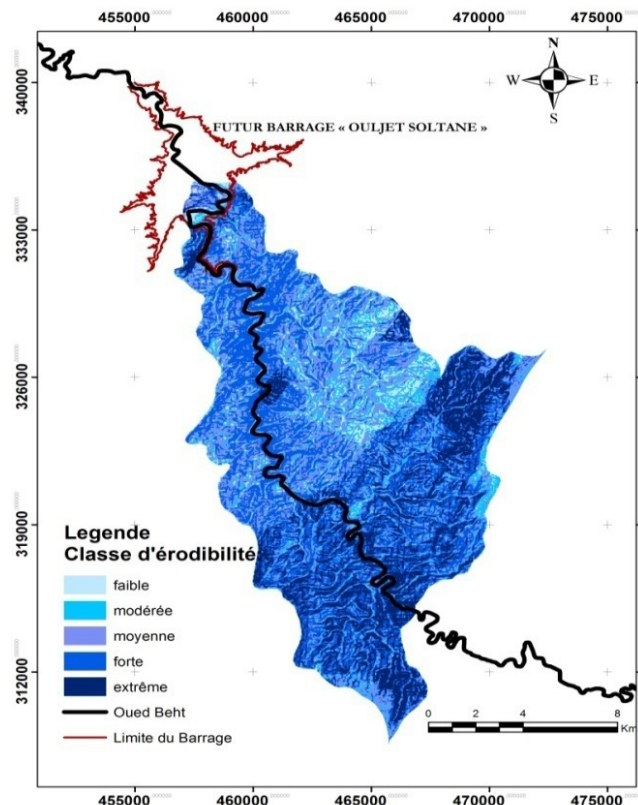 455000 460000 465000 470000 475000
340000
N
W E
S
FUTUR BARRAGE « OULJET SOLTANE »
333000
326000
319000
Legende
Classe d'érodibilité
faible
modérée
moyenne
forte
extrême
Oued Beht
Limite du Barrage
312000
0 2 4 8
Km
455000 460000 465000 470000 475000